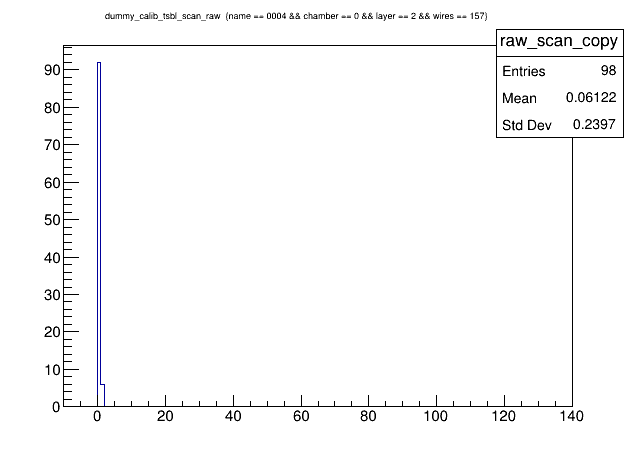 dummy_calib_tsbl_scan_raw (name == 0004 && chamber == 0 && layer == 2 && wires == 157)
raw_scan_copy
Entries 98
Mean 0.06122
Std Dev 0.2397
90
80
70
60
50
40
30
20
10
0
0 20 40 60 80 100 120 140